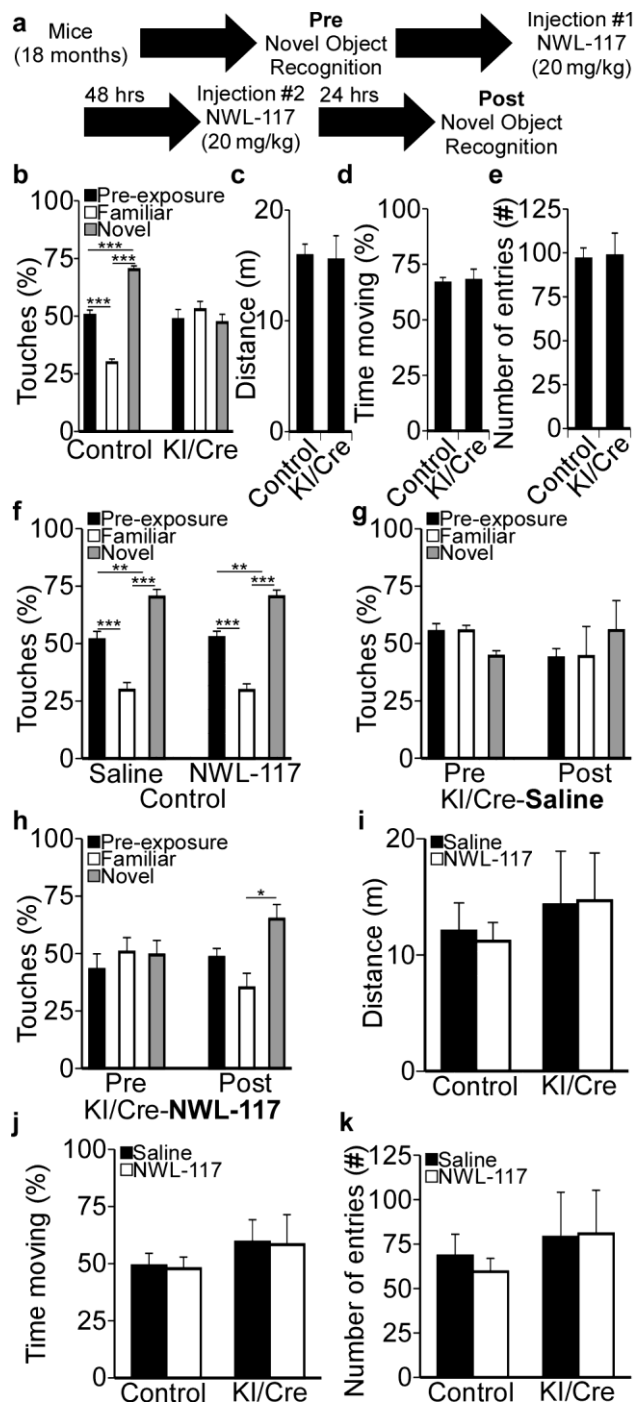 a
Mice
(18 months)
Pre
Novel Object
Recognition
Injection #1
NWL-117
(20 mg/kg)
48 hrs
Injection #2
NWL-117
(20 mg/kg)
24 hrs
Post
Novel Object
Recognition
b
Pre-exposure
Familiar
Novel
Touches (%)
100
75
50
25
0
***
***
***
Control
KI/Cre
c
Distance (m)
20
10
0
Control
KI/Cre
d
Time moving (%)
100
75
50
25
0
Control
KI/Cre
e
Number of entries (#)
125
100
75
50
25
0
Control
KI/Cre
f
Pre-exposure
Familiar
Novel
Touches (%)
100
75
50
25
0
**
***
***
**
***
***
Saline
NWL-117
Control
g
Pre-exposure
Familiar
Novel
Touches (%)
100
75
50
25
0
Pre
Post
KI/Cre-Saline
h
Pre-exposure
Familiar
Novel
Touches (%)
100
75
50
25
0
*
Pre
Post
KI/Cre-NWL-117
i
Saline
NWL-117
Distance (m)
20
10
0
Control
KI/Cre
j
Saline
NWL-117
Time moving (%)
100
75
50
25
0
Control
KI/Cre
k
Saline
NWL-117
Number of entries (#)
125
100
75
50
25
0
Control
KI/Cre